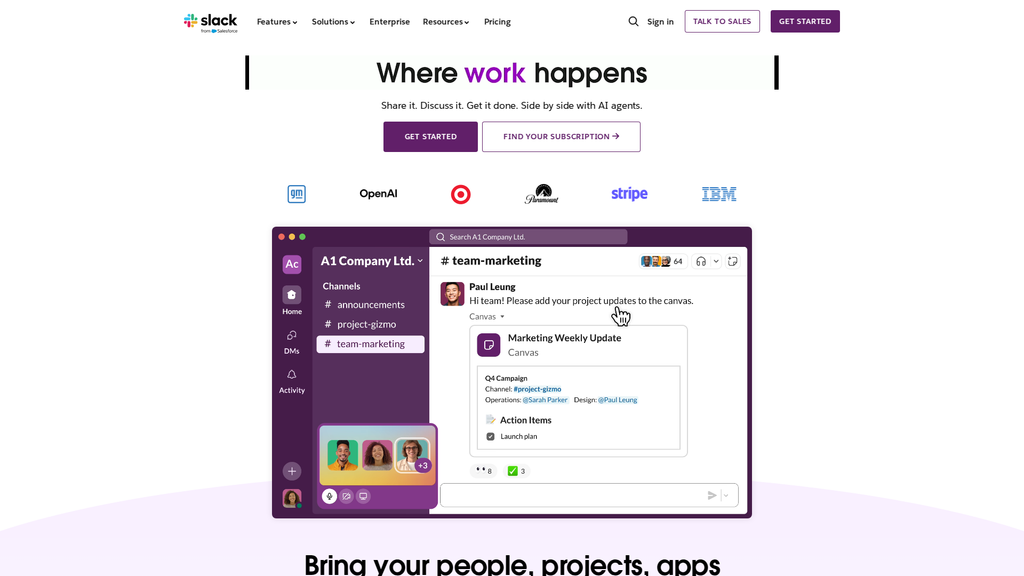 slack
from Salesforce
Features
Solutions
Enterprise
Resources
Pricing
Sign in
TALK TO SALES
GET STARTED
Where work happens
Share it. Discuss it. Get it done. Side by side with AI agents.
GET STARTED
FIND YOUR SUBSCRIPTION →
gm
OpenAI
Paramount
stripe
IBM
Search A1 Company Ltd.
Ac
A1 Company Ltd.
# team-marketing
64
Channels
# announcements
# project-gizmo
# team-marketing
Home
DMs
Activity
Paul Leung
Hi team! Please add your project updates to the canvas.
Canvas
Marketing Weekly Update
Canvas
Q4 Campaign
Channel: #project-gizmo
Operations: @Sarah Parker Design: @Paul Leung
Action Items
Launch plan
+3
8
3
Bring your people, projects, apps